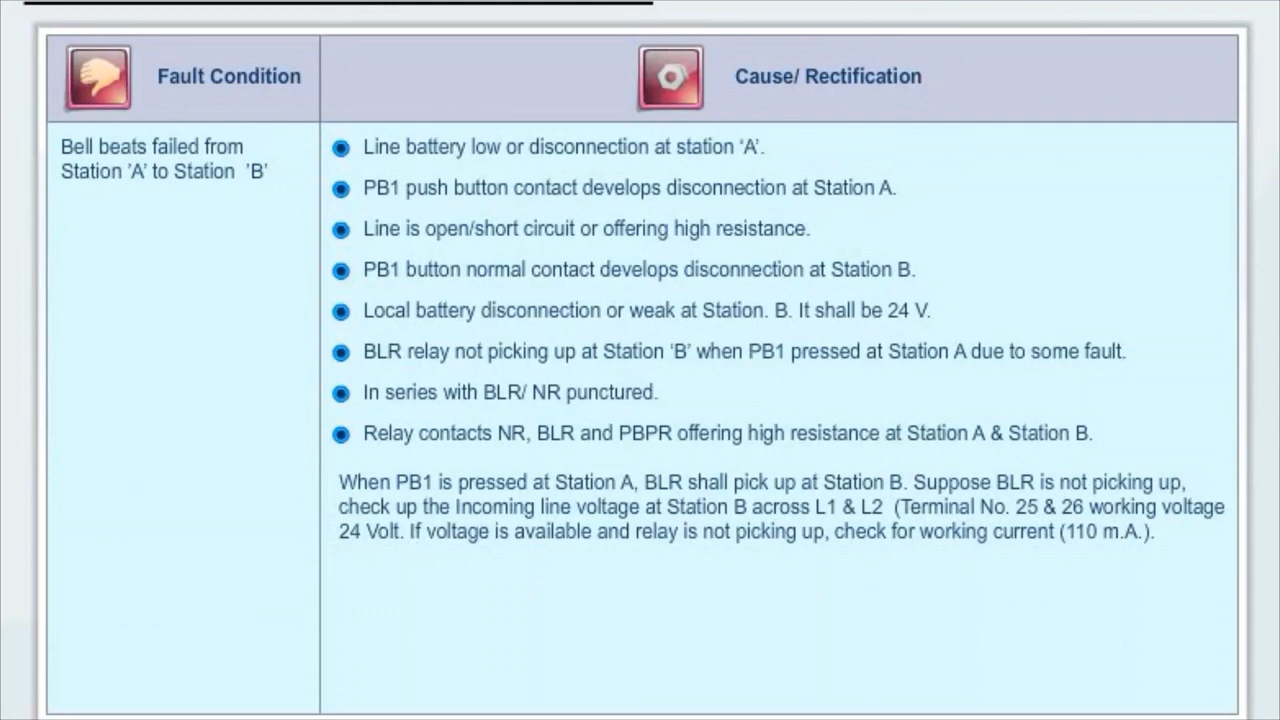 Fault Condition
Cause/ Rectification
Bell beats failed from
Station ’A’ to Station ’B’
Line battery low or disconnection at station ‘A’.
PB1 push button contact develops disconnection at Station A.
Line is open/short circuit or offering high resistance.
PB1 button normal contact develops disconnection at Station B.
Local battery disconnection or weak at Station. B. It shall be 24 V.
BLR relay not picking up at Station ‘B’ when PB1 pressed at Station A due to some fault.
In series with BLR/ NR punctured.
Relay contacts NR, BLR and PBPR offering high resistance at Station A & Station B.
When PB1 is pressed at Station A, BLR shall pick up at Station B. Suppose BLR is not picking up,
check up the Incoming line voltage at Station B across L1 & L2 (Terminal No. 25 & 26 working voltage
24 Volt. If voltage is available and relay is not picking up, check for working current (110 m.A.).